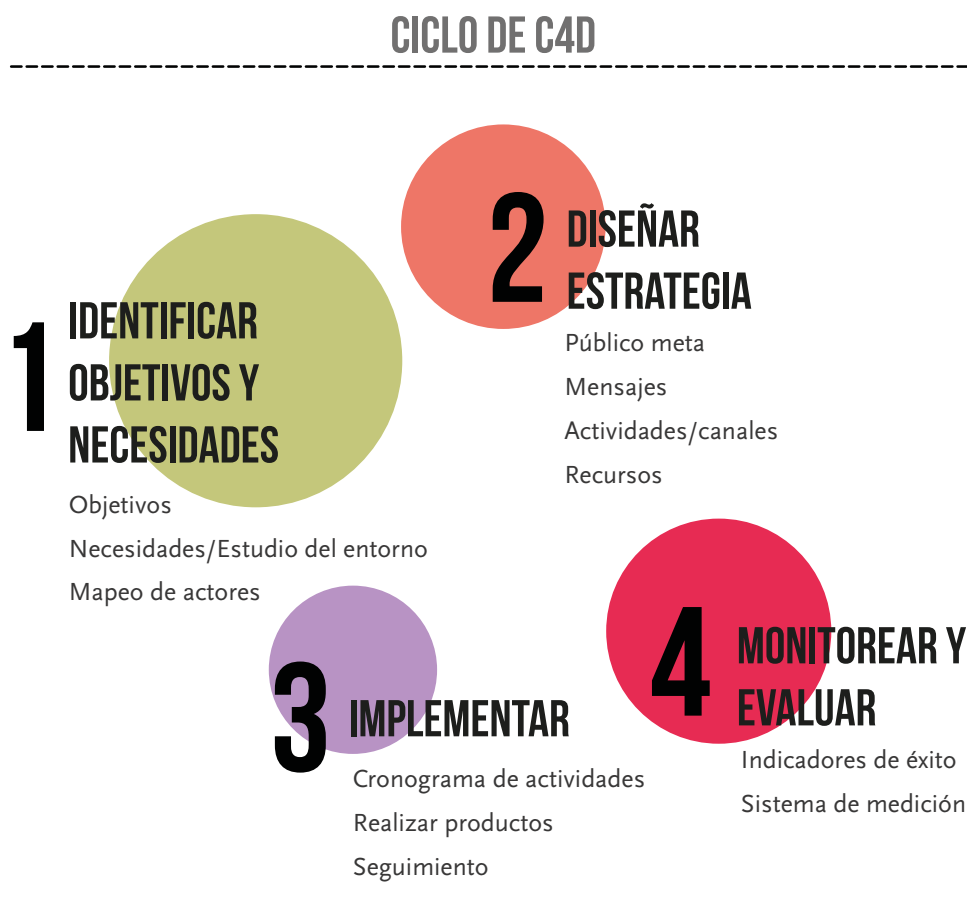 CICLO DE C4D
1
IDENTIFICAR
OBJETIVOS Y
NECESIDADES
Objetivos
Necesidades/Estudio del entorno
Mapeo de actores
2
DISEÑAR
ESTRATEGIA
Público meta
Mensajes
Actividades/canales
Recursos
3
IMPLEMENTAR
Cronograma de actividades
Realizar productos
Seguimiento
4
MONITOREAR Y
EVALUAR
Indicadores de éxito
Sistema de medición